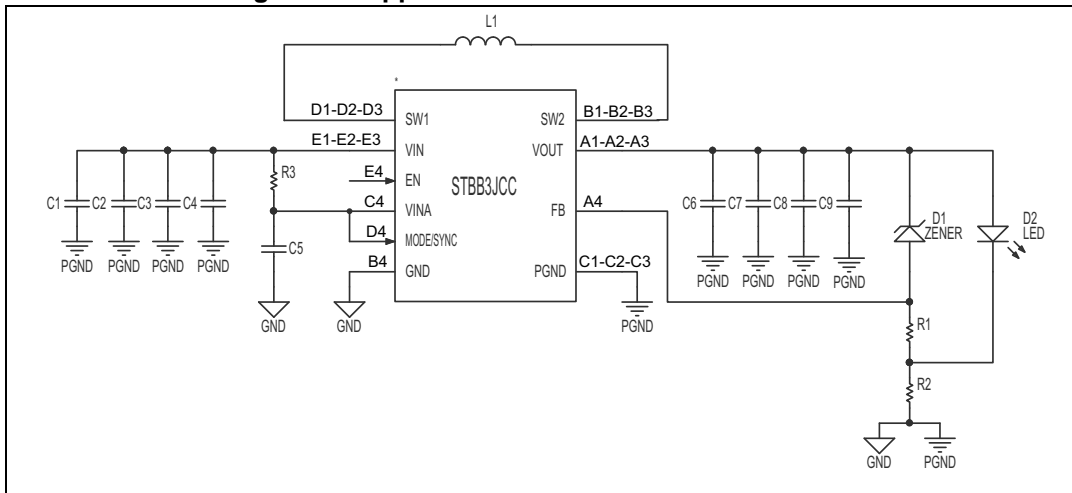 L1
D1-D2-D3
SW1
SW2
B1-B2-B3
E1-E2-E3
VIN
VOUT
A1-A2-A3
R3
E4
EN
STBB3JCC
C1
C2
C3
C4
C4
VINA
FB
A4
C6
C7
C8
C9
D1
ZENER
D2
LED
D4
MODE/SYNC
C5
PGND
PGND
PGND
PGND
B4
GND
PGND
C1-C2-C3
PGND
PGND
PGND
PGND
GND
GND
PGND
R1
R2
GND
PGND